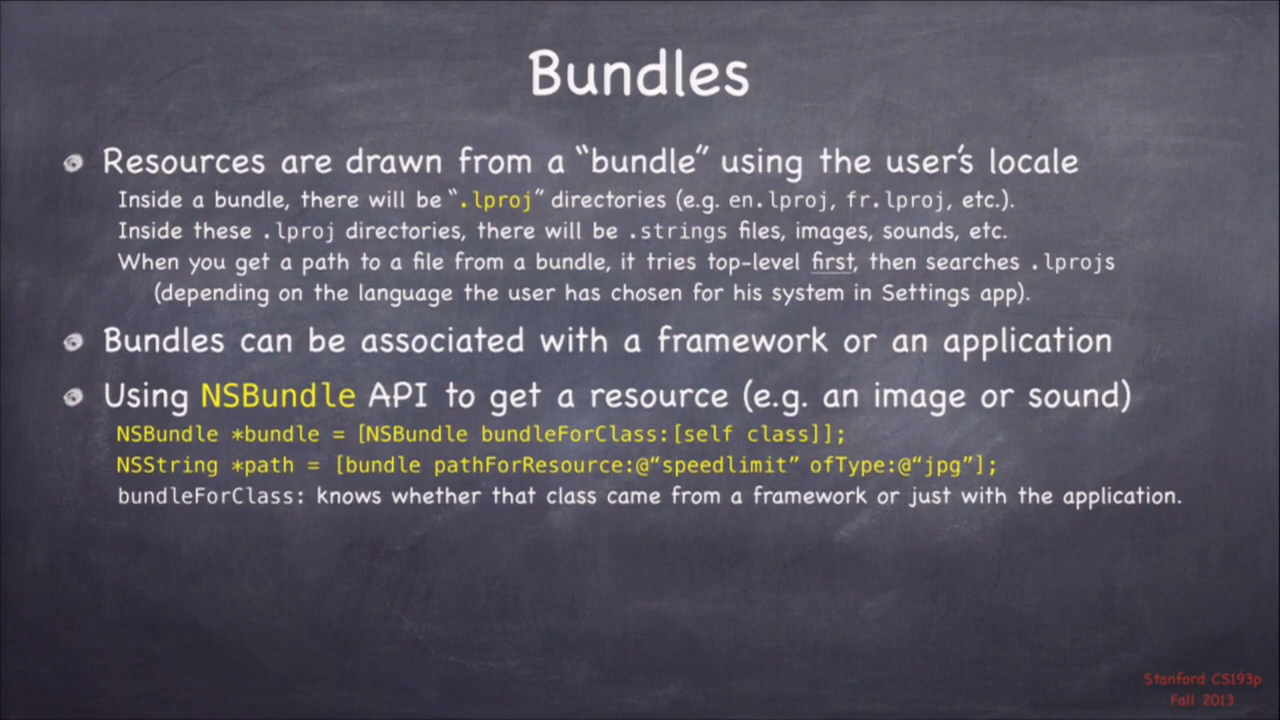 Bundles
Resources are drawn from a “bundle” using the user’s locale
Inside a bundle, there will be “.lproj” directories (e.g. en.lproj, fr.lproj, etc.).
Inside these .lproj directories, there will be .strings files, images, sounds, etc.
When you get a path to a file from a bundle, it tries top-level first, then searches .lprojs
(depending on the language the user has chosen for his system in Settings app).
Bundles can be associated with a framework or an application
Using NSBundle API to get a resource (e.g. an image or sound)
NSBundle *bundle = [NSBundle bundleForClass:[self class]];
NSString *path = [bundle pathForResource:@“speedlimit” ofType:@“jpg”];
bundleForClass: knows whether that class came from a framework or just with the application.
Stanford CS193p
Fall 2013